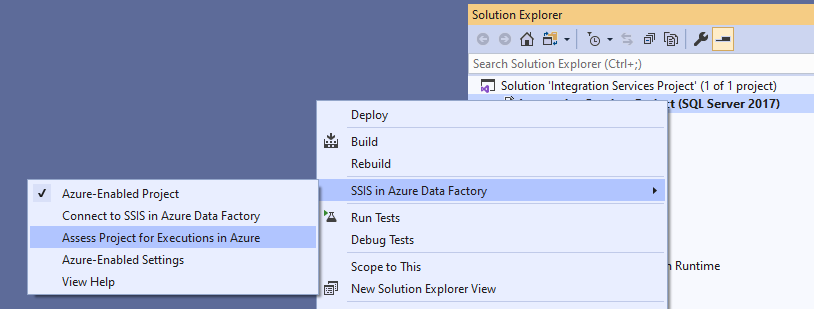 Solution Explorer
Search Solution Explorer (Ctrl+;)
Solution 'Integration Services Project' (1 of 1 project)
(SQL Server 2017)
Deploy
Build
Rebuild
SSIS in Azure Data Factory
Run Tests
Debug Tests
Scope to This
New Solution Explorer View
Azure-Enabled Project
Connect to SSIS in Azure Data Factory
Assess Project for Executions in Azure
Azure-Enabled Settings
View Help
Runtime